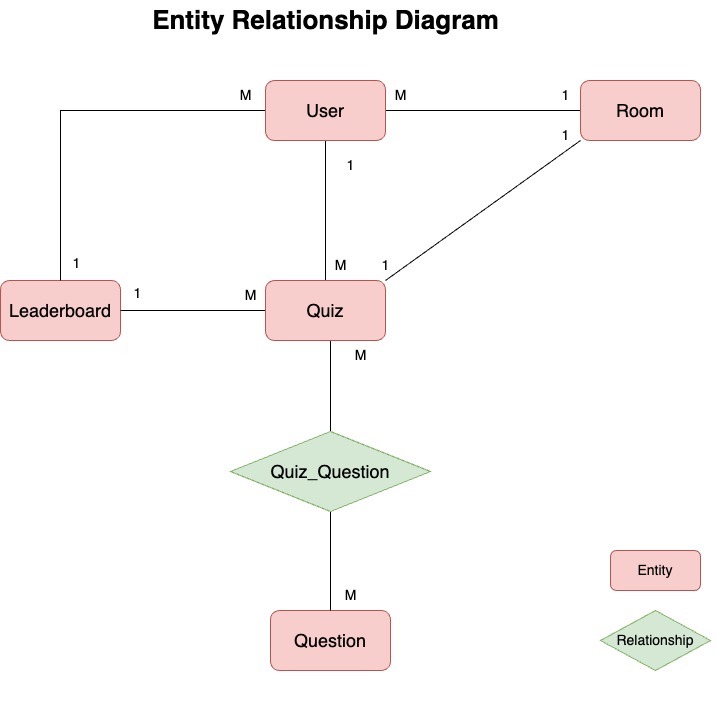 Entity Relationship Diagram
M
User
M
1
Room
1
1
1
M
1
Leaderboard
1
M
Quiz
M
Quiz_Question
M
Question
Entity
Relationship